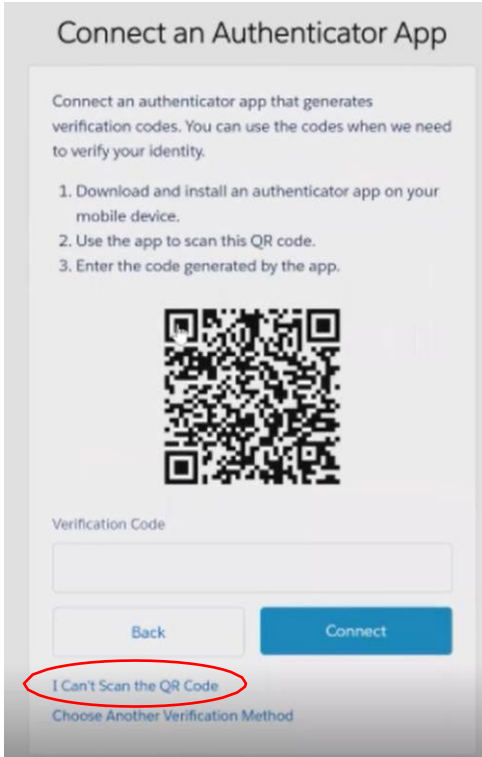 Connect an Authenticator App
Connect an authenticator app that generates
verification codes. You can use the codes when we need
to verify your identity.
1. Download and install an authenticator app on your
mobile device.
2. Use the app to scan this QR code.
3. Enter the code generated by the app.
Verification Code
Back
Connect
I Can't Scan the QR Code
Choose Another Verification Method